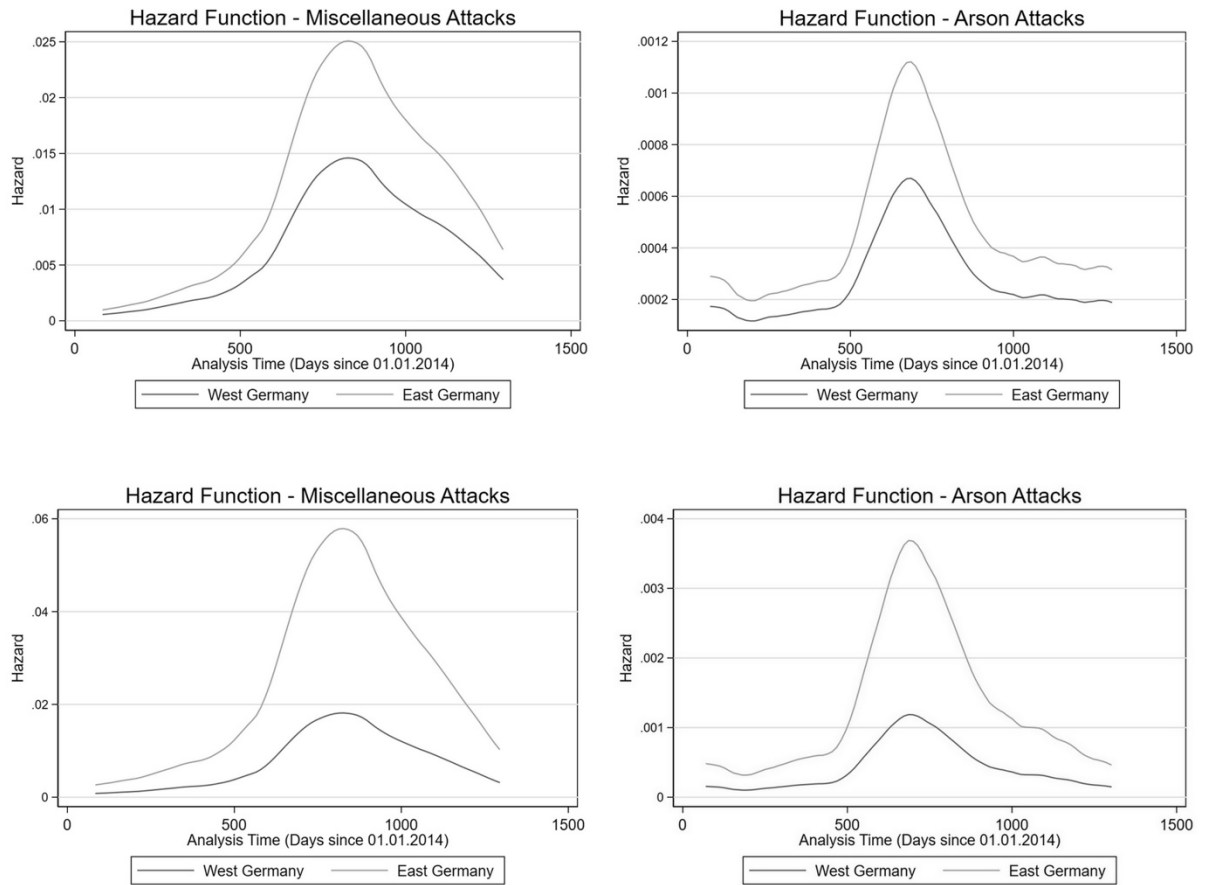 Hazard Function - Miscellaneous Attacks
.025
.02
.015
.01
.005
0
Hazard
0 500 1000 1500
Analysis Time (Days since 01.01.2014)
West Germany East Germany
Hazard Function - Arson Attacks
.0012
.001
.0008
.0006
.0004
.0002
Hazard
0 500 1000 1500
Analysis Time (Days since 01.01.2014)
West Germany East Germany
Hazard Function - Miscellaneous Attacks
.06
.04
.02
0
Hazard
0 500 1000 1500
Analysis Time (Days since 01.01.2014)
West Germany East Germany
Hazard Function - Arson Attacks
.004
.003
.002
.001
0
Hazard
0 500 1000 1500
Analysis Time (Days since 01.01.2014)
West Germany East Germany